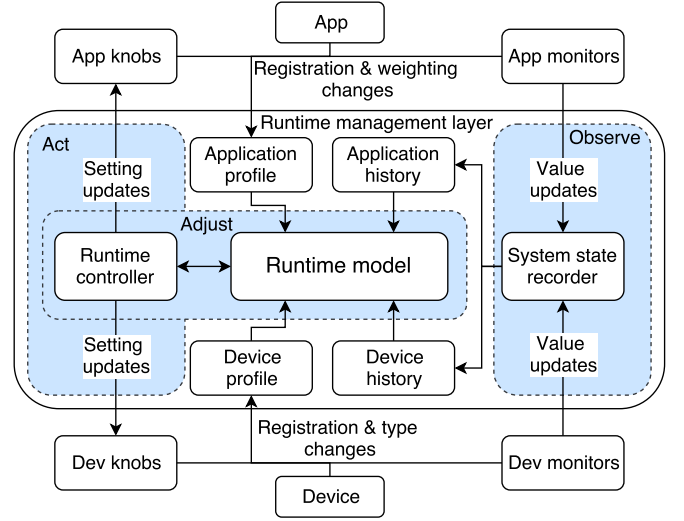 App
App knobs
App monitors
Registration & weighting
changes
Runtime management layer
Act
Observe
Setting
updates
Application
profile
Application
history
Value
updates
Adjust
Runtime
controller
Runtime model
System state
recorder
Setting
updates
Device
profile
Device
history
Value
updates
Registration & type
changes
Dev knobs
Dev monitors
Device